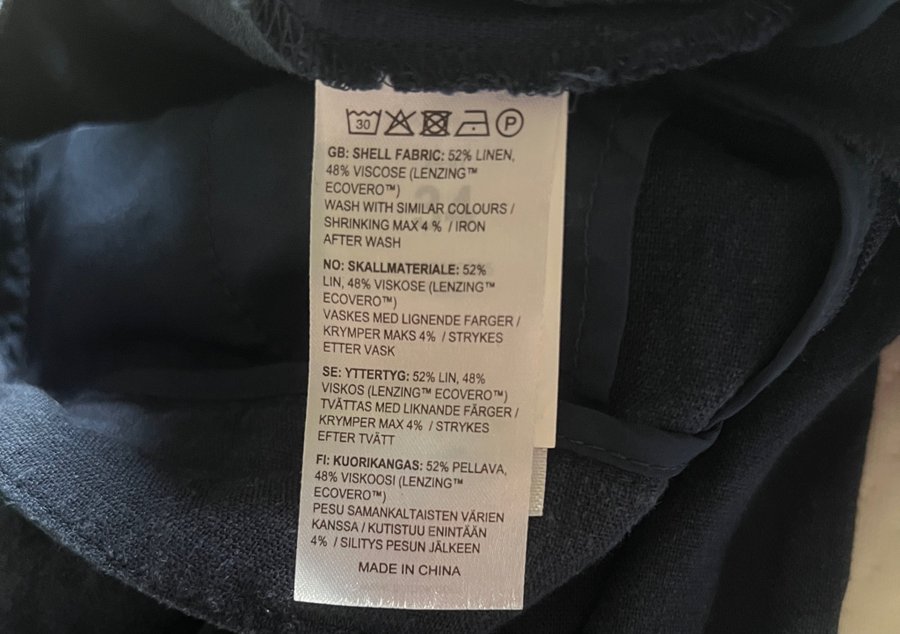 30 P
GB: SHELL FABRIC: 52% LINEN,
48% VISCOSE (LENZING™
ECOVERO™)
WASH WITH SIMILAR COLOURS /
SHRINKING MAX 4 % / IRON
AFTER WASH
NO: SKALLMATERIALE: 52%
LIN, 48% VISKOSE (LENZING™
ECOVERO™)
VASKES MED LIGNENDE FARGER /
KRYMPER MAKS 4% / STRYKES
ETTER VASK
SE: YTTERTYG: 52% LIN, 48%
VISKOS (LENZING™ ECOVERO™)
TVÄTTAS MED LIKNANDE FÄRGER /
KRYMPER MAX 4% / STRYKES
EFTER TVÄTT
FI: KUORIKANGAS: 52% PELLAVA,
48% VISKOOSI (LENZING™
ECOVERO™)
PESU SAMANKALTAISTEN VÄRIEN
KANSSA / KUTISTUU ENINTÄÄN
4% / SILITYS PESUN JÄLKEEN
MADE IN CHINA